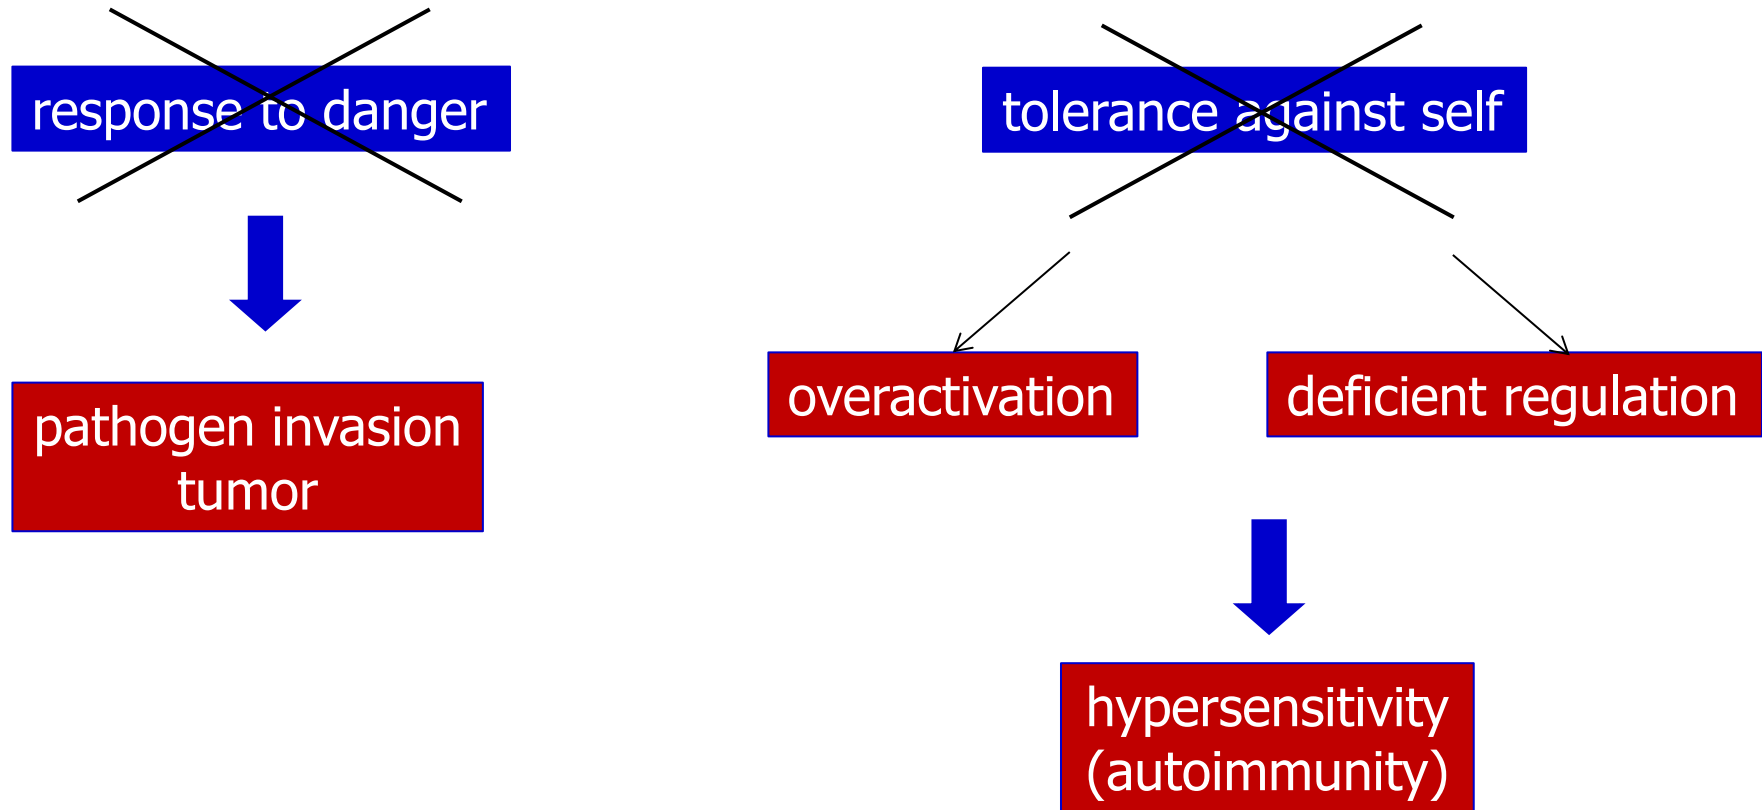 response to danger
tolerance against self
overactivation
deficient regulation
pathogen invasion
tumor
hypersensitivity
(autoimmunity)